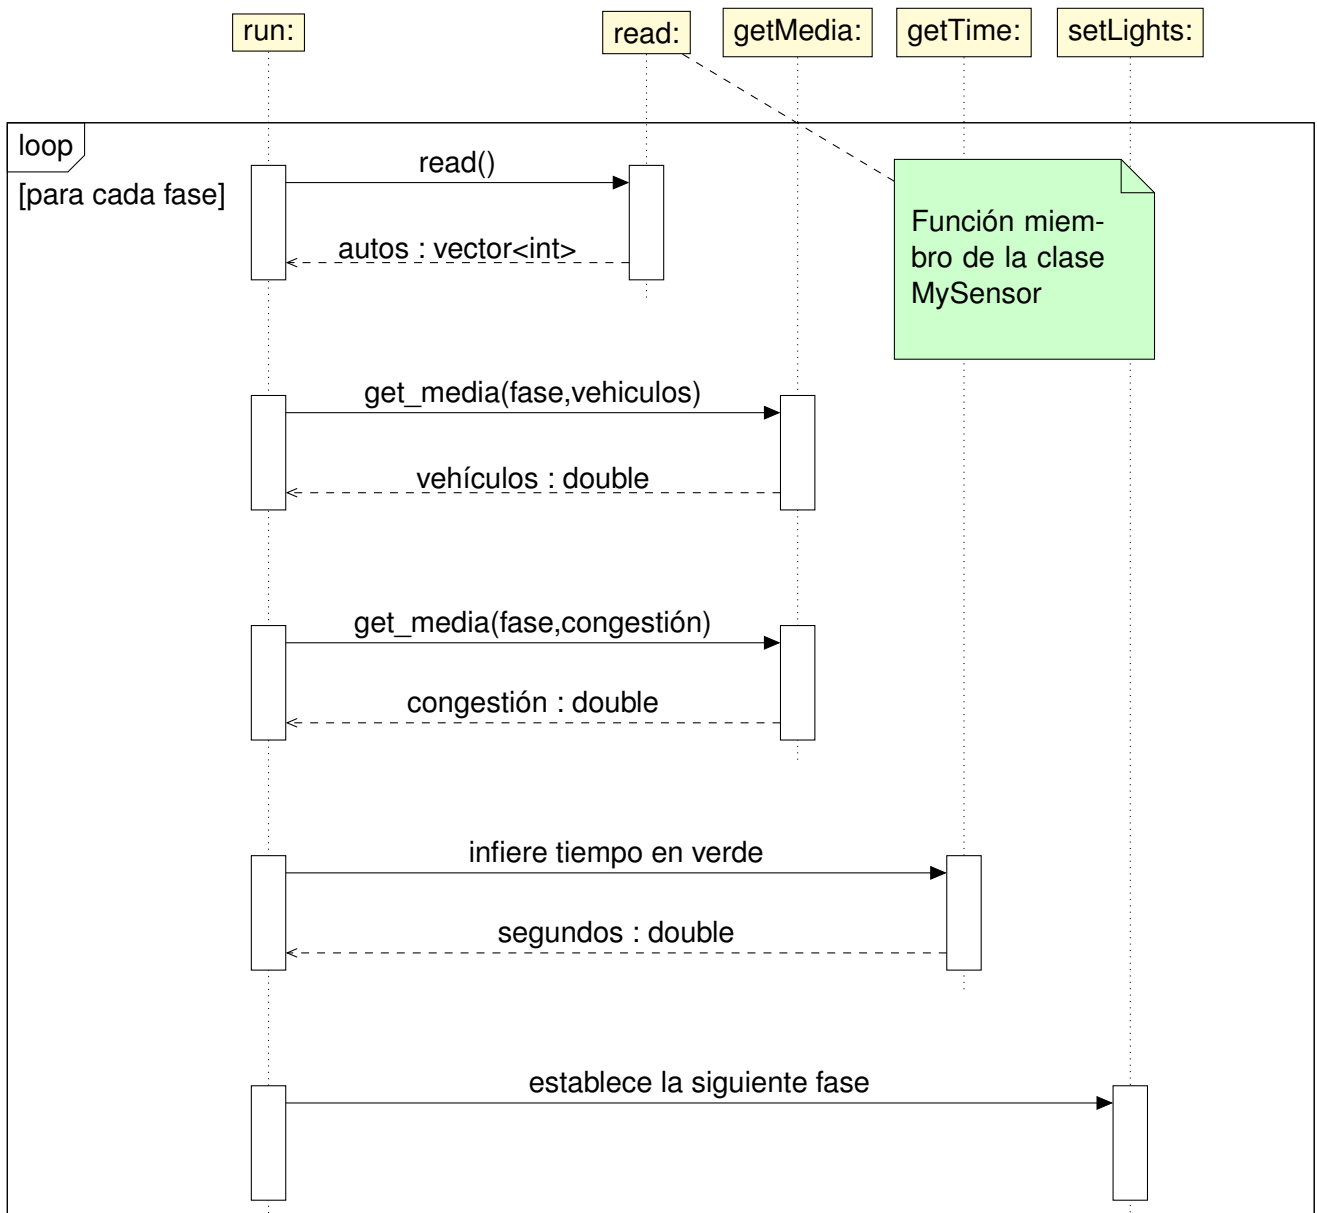 run:
read:
getMedia:
getTime:
setLights:
loop
[para cada fase]
read()
autos : vector<int>
Función miem-
bro de la clase
MySensor
get_media(fase,vehiculos)
vehículos : double
get_media(fase,congestión)
congestión : double
infiere tiempo en verde
segundos : double
establece la siguiente fase